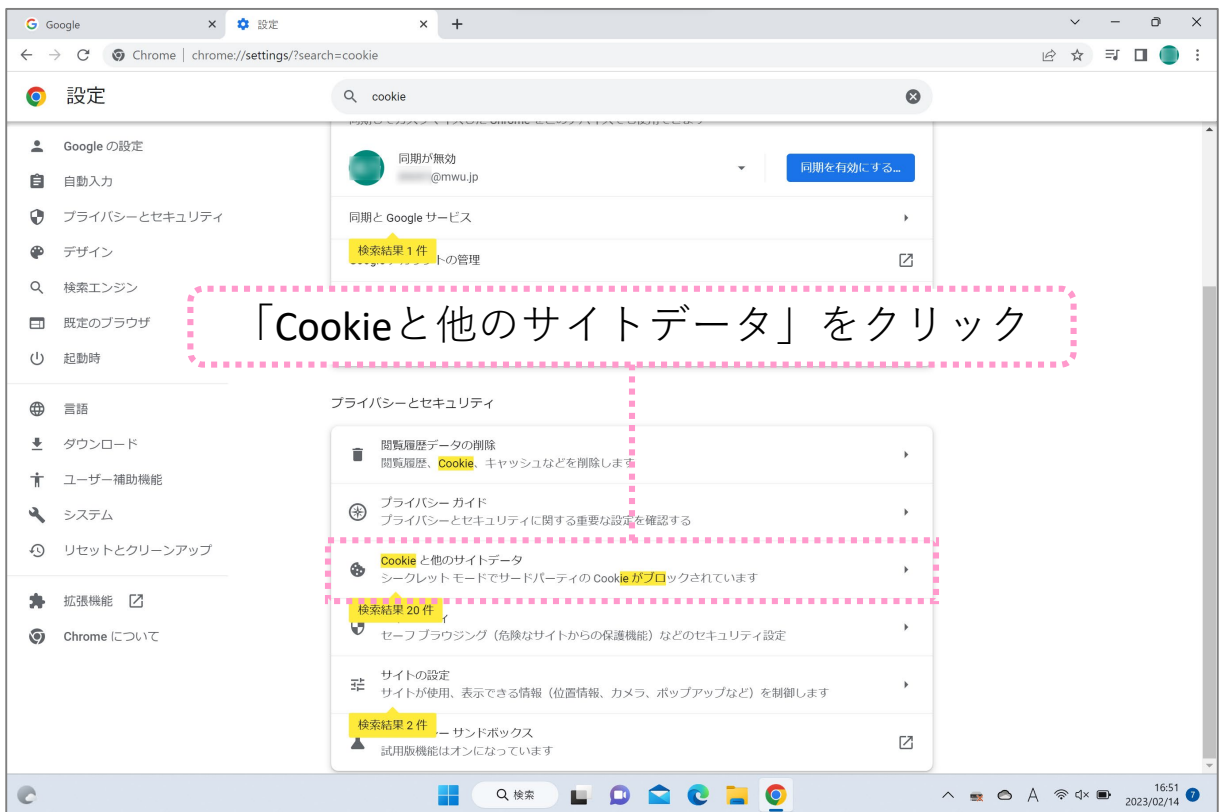 Google
設定
Chrome | chrome://settings/?search=cookie
設定
cookie
Google の設定
自動入力
プライバシーとセキュリティ
デザイン
検索エンジン
既定のブラウザ
起動時
言語
ダウンロード
ユーザー補助機能
システム
リセットとクリーンアップ
拡張機能
Chrome について
同期が無効
@mwu.jp
同期を有効にする...
同期と Google サービス
検索結果 1 件
トの管理
「Cookieと他のサイトデータ」をクリック
プライバシーとセキュリティ
閲覧履歴データの削除
閲覧履歴、Cookie、キャッシュなどを削除します
プライバシー ガイド
プライバシーとセキュリティに関する重要な設定を確認する
Cookie と他のサイトデータ
シークレット モードでサードパーティの Cookie がブロックされています
検索結果 20 件
セーフ ブラウジング（危険なサイトからの保護機能）などのセキュリティ設定
サイトの設定
サイトが使用、表示できる情報（位置情報、カメラ、ポップアップなど）を制御します
検索結果 2 件
ー サンドボックス
試用版機能はオンになっています
検索
A
16:51
2023/02/14
7